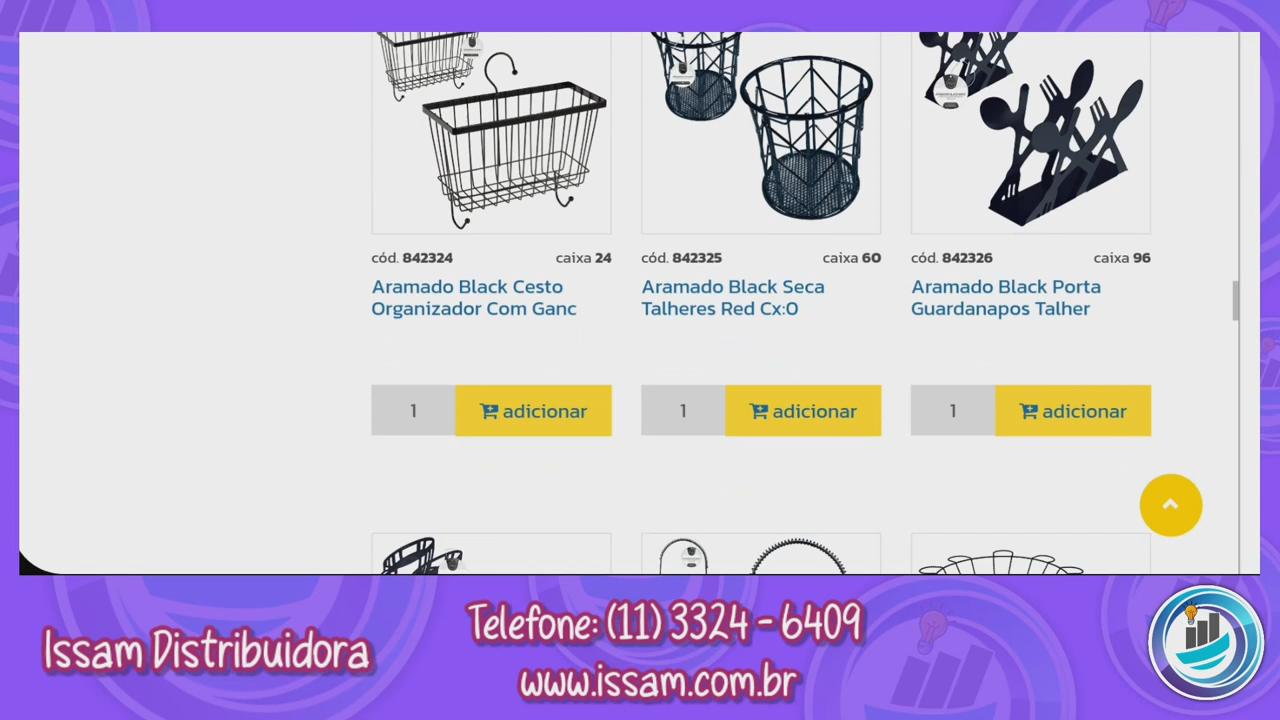 cód. 842324 caixa 24
Aramado Black Cesto
Organizador Com Ganc
1 adicionar
cód. 842325 caixa 60
Aramado Black Seca
Talheres Red Cx:0
1 adicionar
cód. 842326 caixa 96
Aramado Black Porta
Guardanapos Talher
1 adicionar
Issam Distribuidora
Telefone: (11) 3324 - 6409
www.issam.com.br